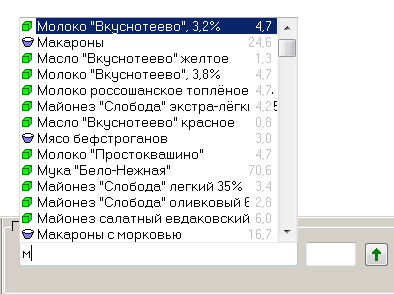 Молоко "Вкуснотеево", 3,2% 4,7
Макароны 24,6
Масло "Вкуснотеево" желтое 1,3
Молоко "Вкуснотеево", 3,8% 4,7
Молоко россошанское топлёное 4,7
Майонез "Слобода" экстра-лёгк 4,2
Масло "Вкуснотеево" красное 0,8
Мясо бефстроганов 3,0
Молоко "Простоквашино" 4,7
Мука "Бело-Нежная" 70,6
Майонез "Слобода" легкий 35% 3,4
Майонез "Слобода" оливковый 2,8
Майонез салатный евдаковский 6,0
Макароны с морковью 16,7
м